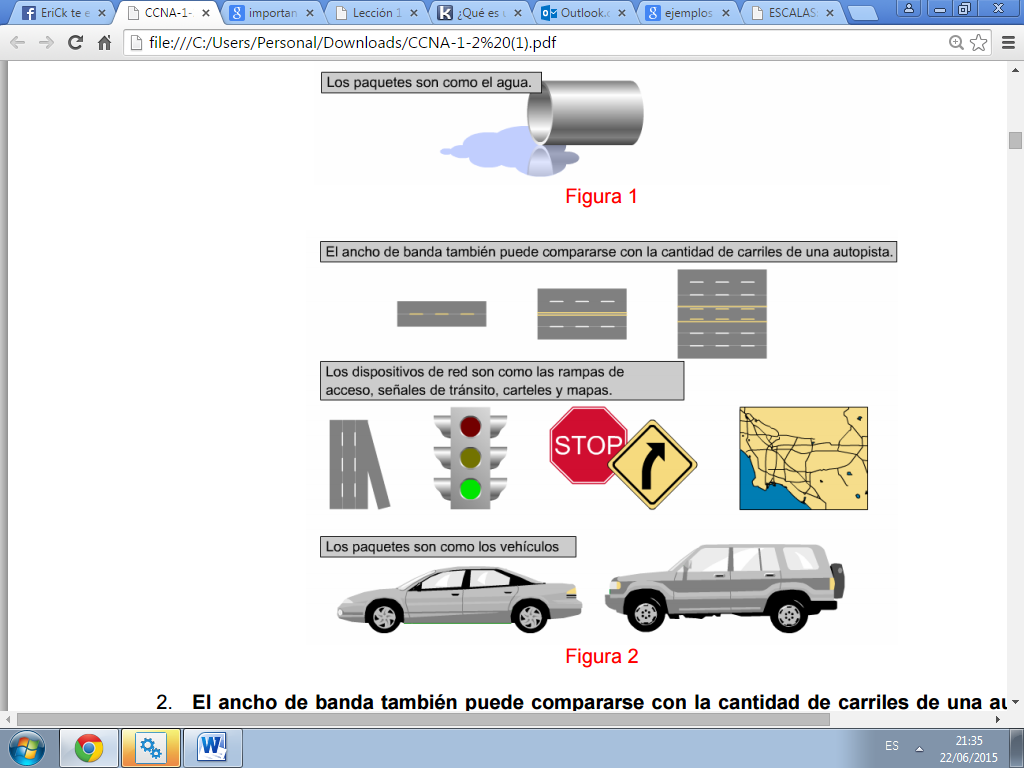 EriCk te e
CCNA-1-
importan
Lección 1
¿Qué es u
Outlook.c
ejemplos
ESCALAS
file:///C:/Users/Personal/Downloads/CCNA-1-2%20(1).pdf
Los paquetes son como el agua.
Figura 1
El ancho de banda también puede compararse con la cantidad de carriles de una autopista.
Los dispositivos de red son como las rampas de
acceso, señales de tránsito, carteles y mapas.
STOP
Los paquetes son como los vehículos
Figura 2
2. El ancho de banda también puede compararse con la cantidad de carriles de una au
ES
21:35
22/06/2015